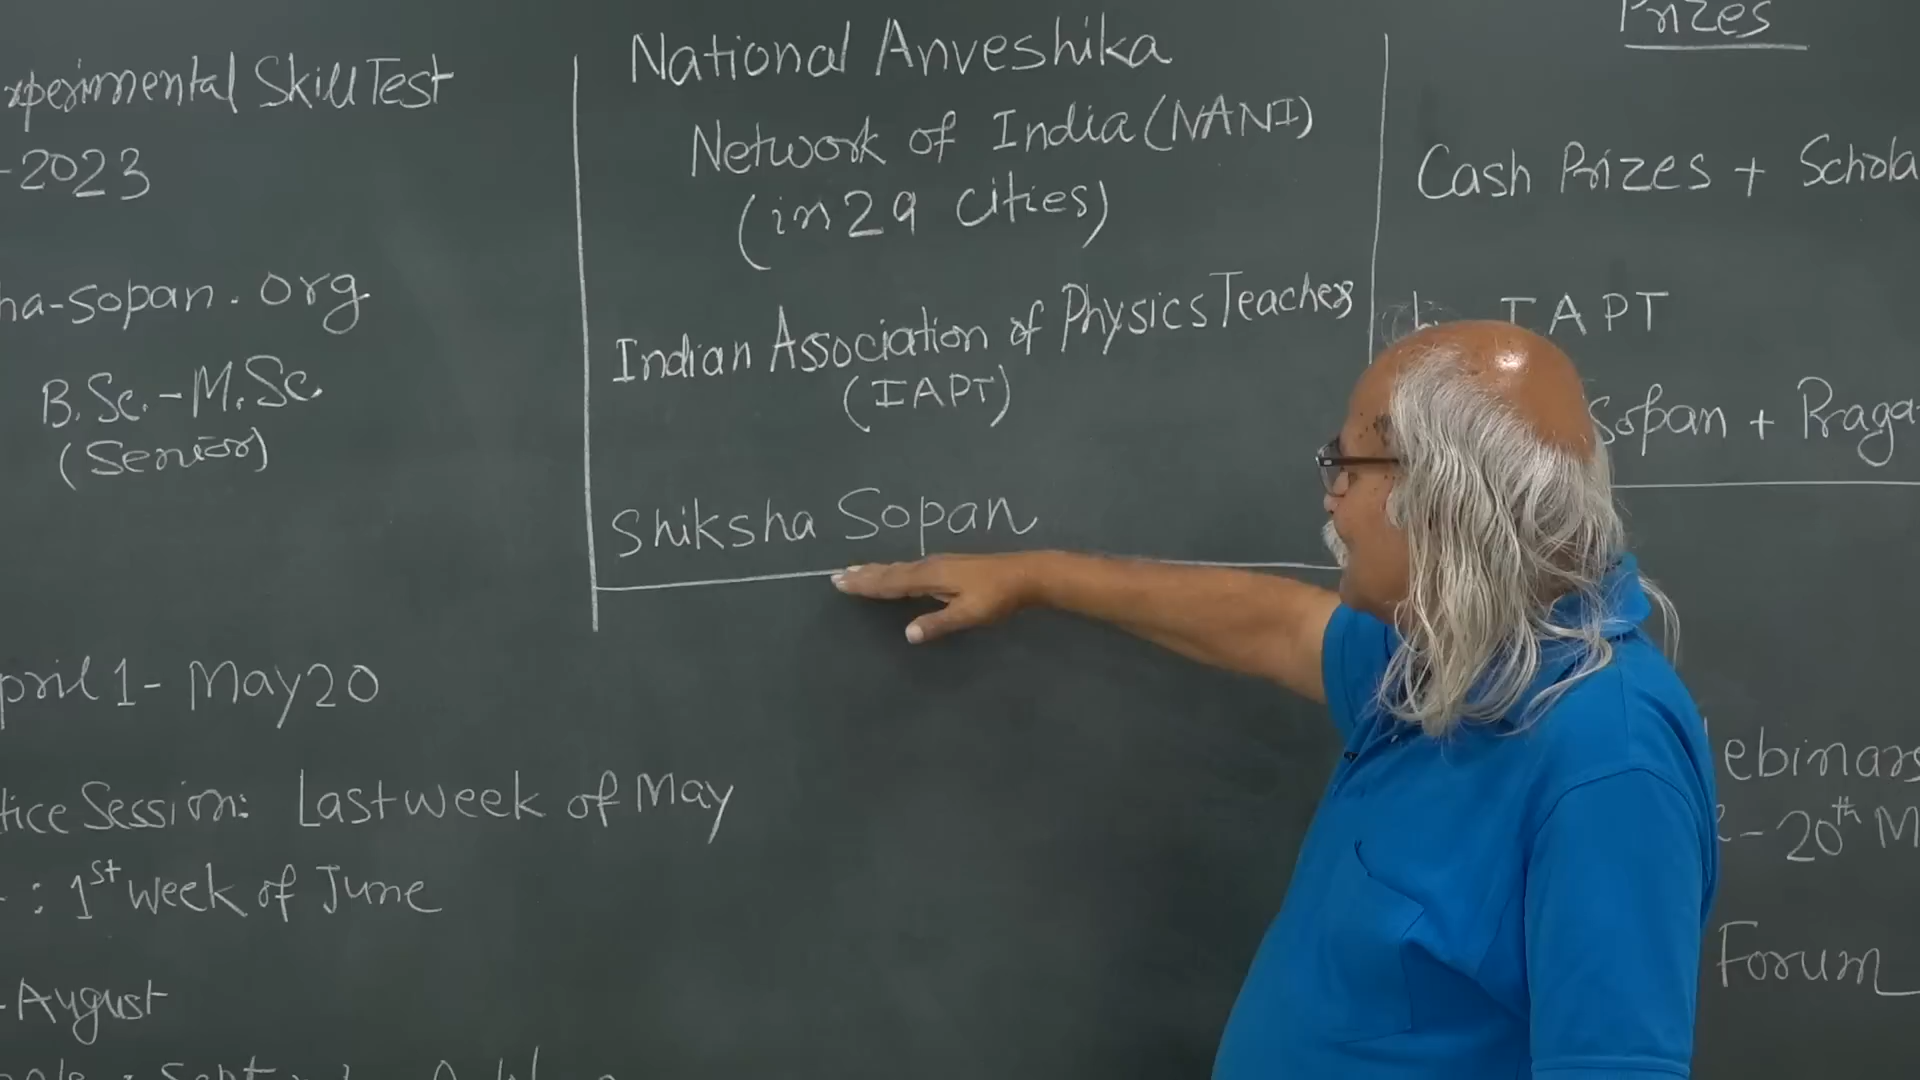 xperimental Skill Test
-2023
ha-sopan.org
B.Sc.-M.Sc.
(Senior)
pril 1- May 20
tice Session: Last week of May
- : 1st week of June
-August
National Anveshika
Network of India (NANI)
(in 29 cities)
Indian Association of Physics Teachers
(IAPT)
Shiksha Sopan
Prizes
Cash Prizes + Schola
IAPT
Sopan + Praga
ebinars
- 20th M
Forum